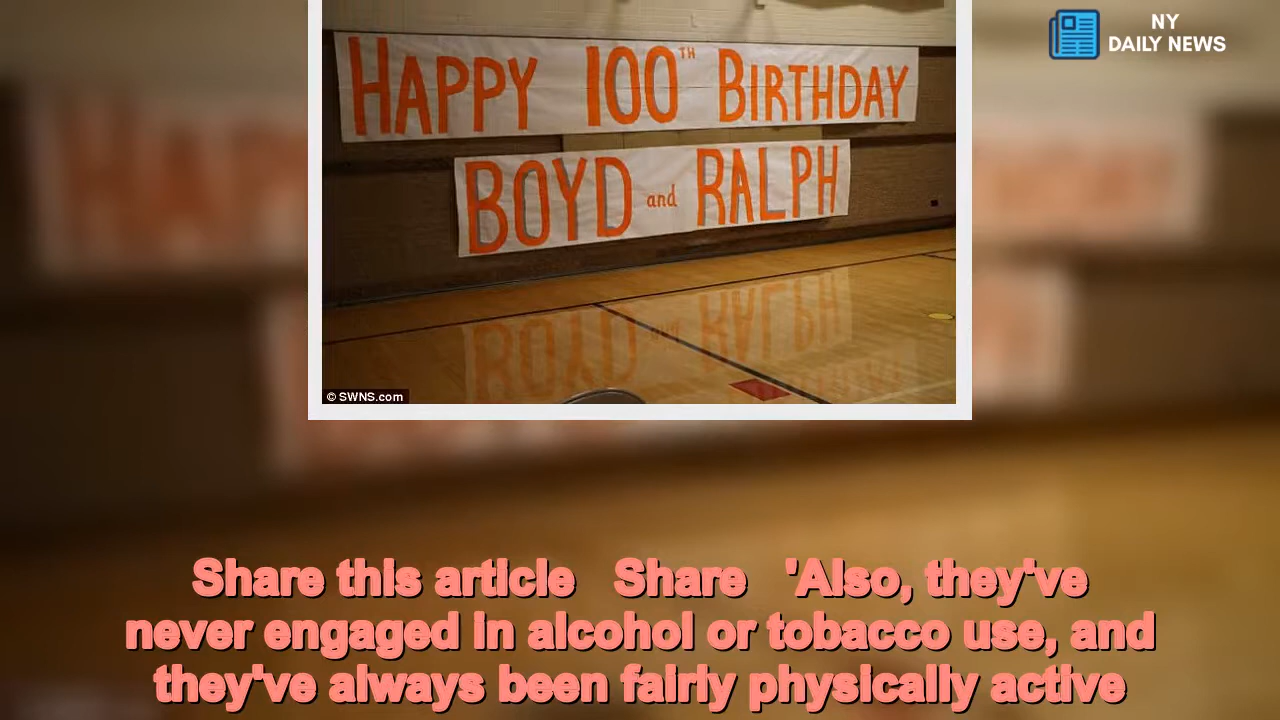 NY
DAILY NEWS
HAPPY 100TH BIRTHDAY
BOYD and RALPH
© SWNS.com
Share this article Share 'Also, they've
never engaged in alcohol or tobacco use, and
they've always been fairly physically active